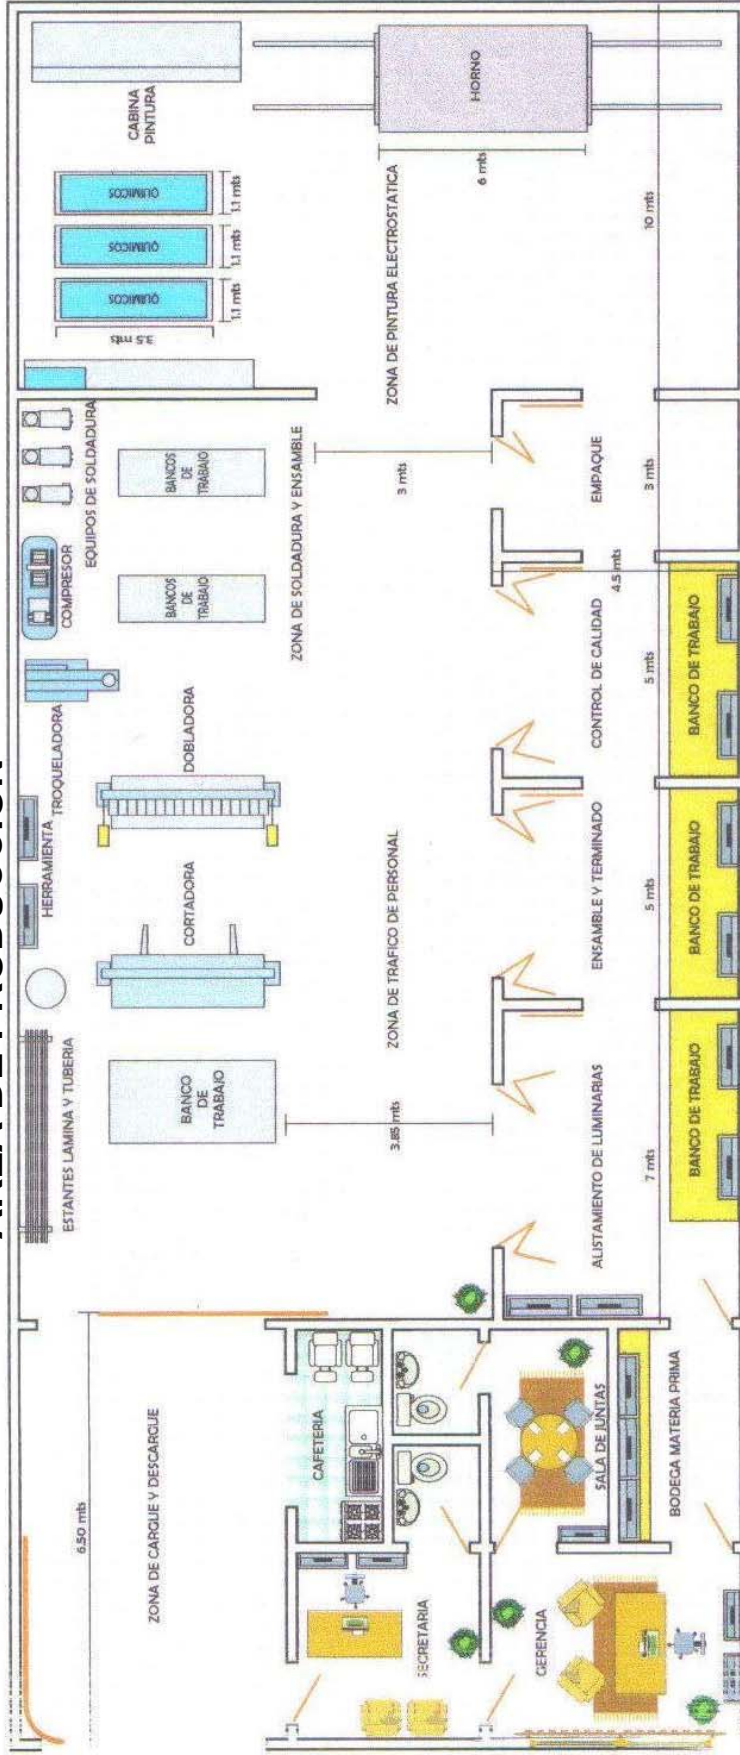 6.50 mts
ZONA DE CARGUE Y DESCARGUE
ESTANTES LAMINA Y TUBERIA
HERRAMIENTA
TROQUELADORA
COMPRESOR
EQUIPOS DE SOLDADURA
3.5 mts
QUIMICOS
QUIMICOS
QUIMICOS
1.1 mts
1.1 mts
1.1 mts
CABINA
PINTURA
BANCO
DE
TRABAJO
CORTADORA
DOBLADORA
BANCOS
DE
TRABAJO
BANCOS
DE
TRABAJO
ZONA DE SOLDADURA Y ENSAMBLE
CAFETERIA
3.85 mts
ZONA DE TRAFICO DE PERSONAL
3 mts
ZONA DE PINTURA ELECTROSTATICA
6 mts
HORNO
SECRETARIA
GERENCIA
SALA DE JUNTAS
BODEGA MATERIA PRIMA
ALISTAMIENTO DE LUMINARIAS
ENSAMBLE Y TERMINADO
CONTROL DE CALIDAD
EMPAQUE
4.5 mts
7 mts
5 mts
5 mts
3 mts
10 mts
BANCO DE TRABAJO
BANCO DE TRABAJO
BANCO DE TRABAJO